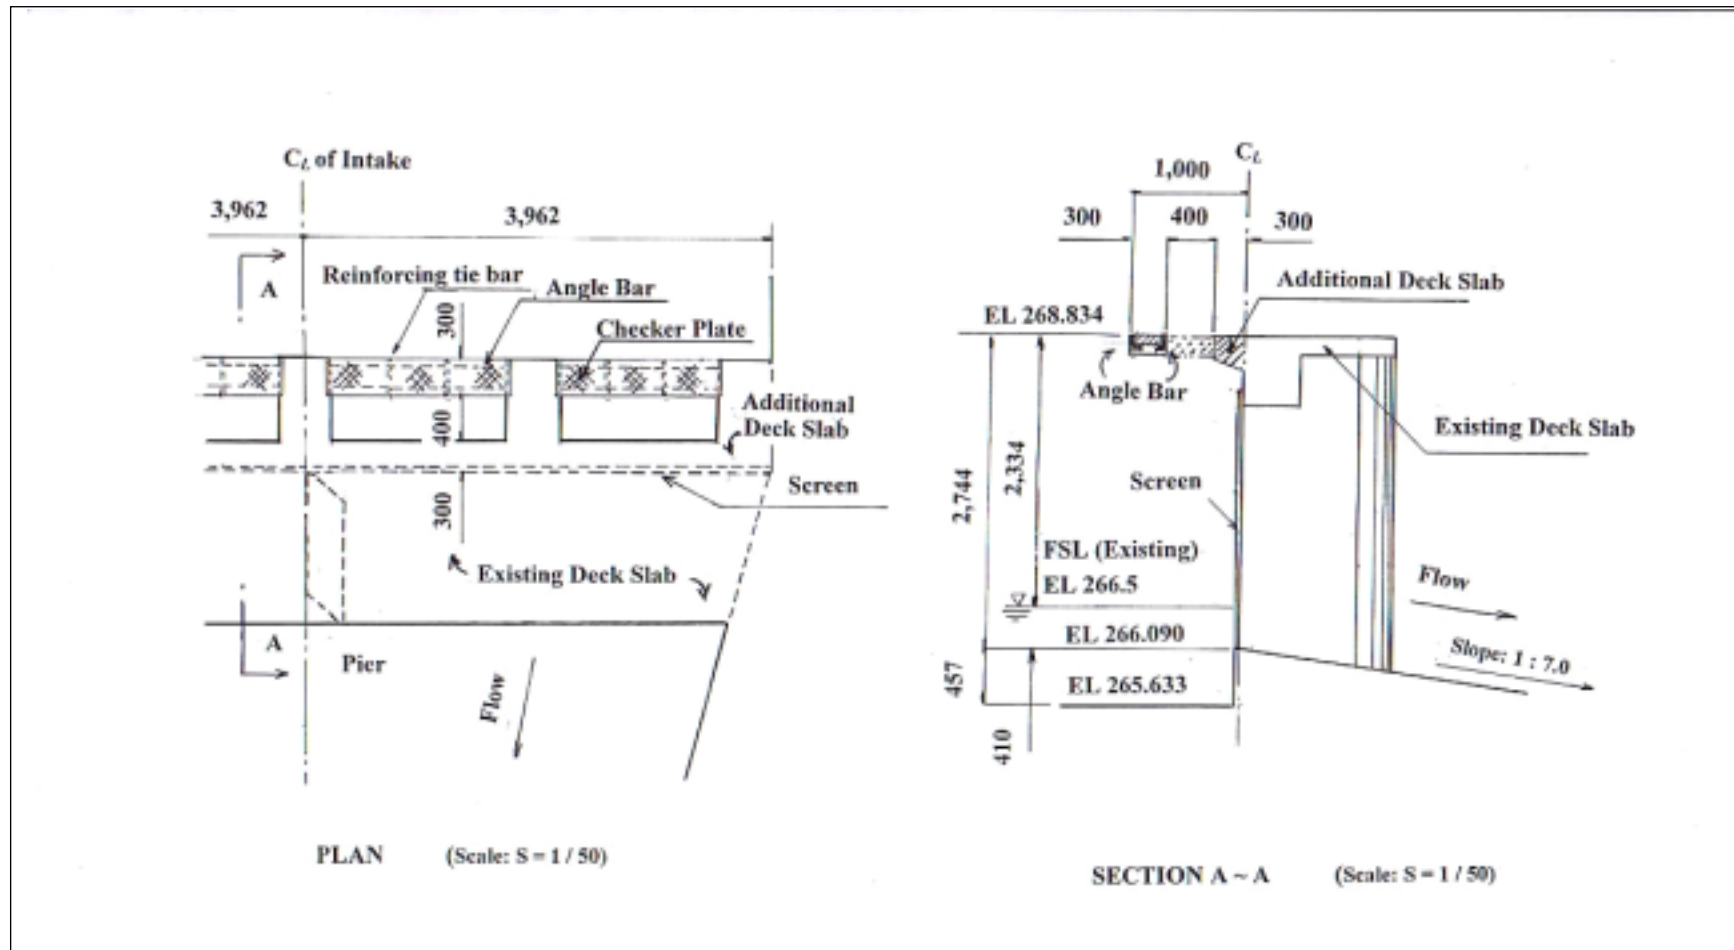 C_L of Intake
3,962
3,962
A
Reinforcing tie bar
Angle Bar
Checker Plate
300
400
Additional
Deck Slab
Screen
300
Existing Deck Slab
A
Pier
Flow
PLAN (Scale: S = 1 / 50)
C_L
1,000
300 400 300
Additional Deck Slab
EL 268.834
Angle Bar
Existing Deck Slab
2,744
2,334
Screen
FSL (Existing)
EL 266.5
Flow
EL 266.090
Slope: 1 : 7.0
457
EL 265.633
410
SECTION A ~ A (Scale: S = 1 / 50)